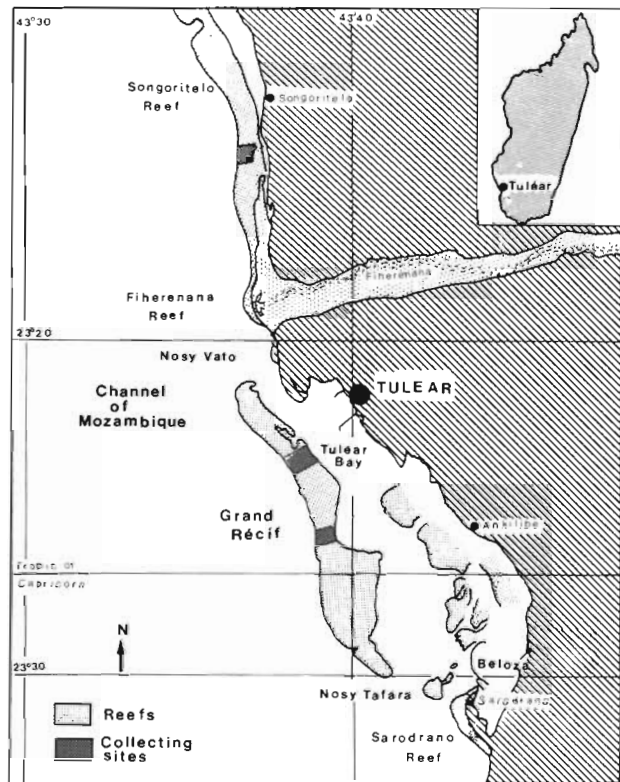 43°30
43°40
Songoritelo
Reef
Songoritelo
Tuléar
Fiherenana
Fiherenana
Reef
23°20
Nosy Vato
TULEAR
Channel
of
Mozambique
Tuléar
Bay
Grand
Récif
Ankilibe
Tropic of
Capricorn
N
23°30
Beloza
Nosy Tafara
Sarodrano
Sarodrano
Reef
Reefs
Collecting
sites